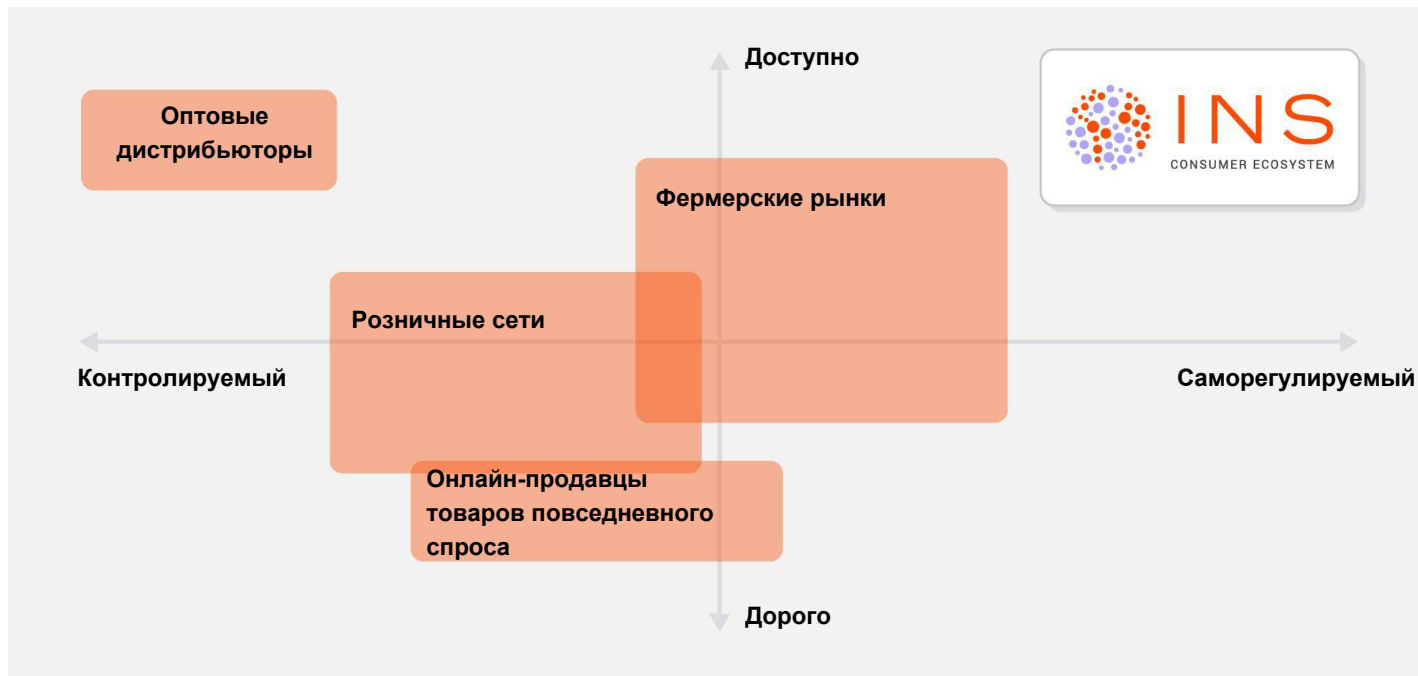 Доступно
INS
CONSUMER ECOSYSTEM
Оптовые
дистрибьюторы
Фермерские рынки
Розничные сети
Контролируемый
Саморегулируемый
Онлайн-продавцы
товаров повседневного
спроса
Дорого